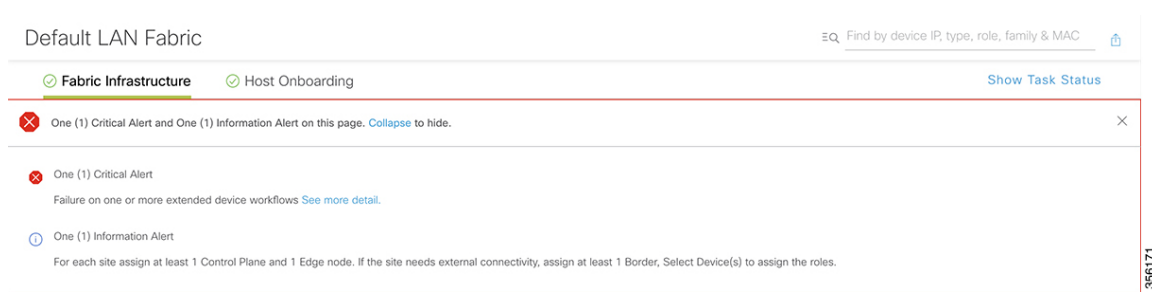 Default LAN Fabric
Find by device IP, type, role, family & MAC
Fabric Infrastructure
Host Onboarding
Show Task Status
One (1) Critical Alert and One (1) Information Alert on this page. Collapse to hide.
One (1) Critical Alert
Failure on one or more extended device workflows See more detail.
One (1) Information Alert
For each site assign at least 1 Control Plane and 1 Edge node. If the site needs external connectivity, assign at least 1 Border, Select Device(s) to assign the roles.
356171